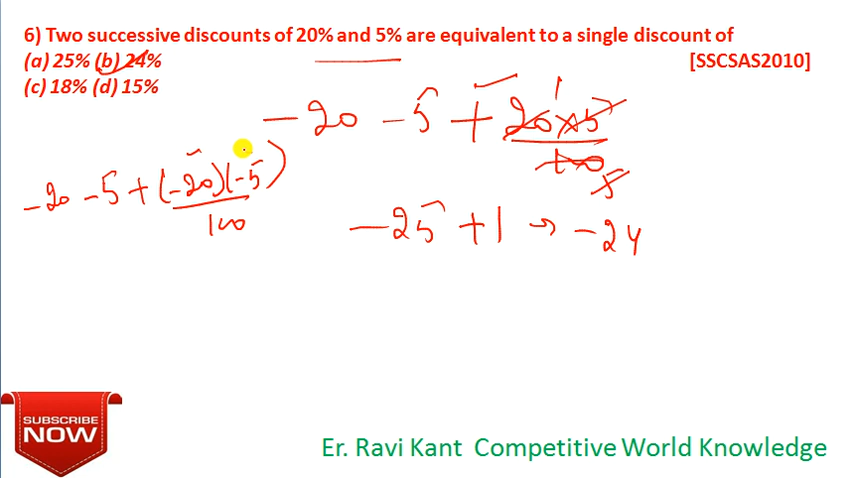 6) Two successive discounts of 20% and 5% are equivalent to a single discount of
(a) 25% (b) 24% [SSCSAS2010]
(c) 18% (d) 15%
-20 -5 + 20×5/100
-20 -5 + (-20)(-5)/100
-25 + 1 → -24
SUBSCRIBE
NOW
Er. Ravi Kant Competitive World Knowledge